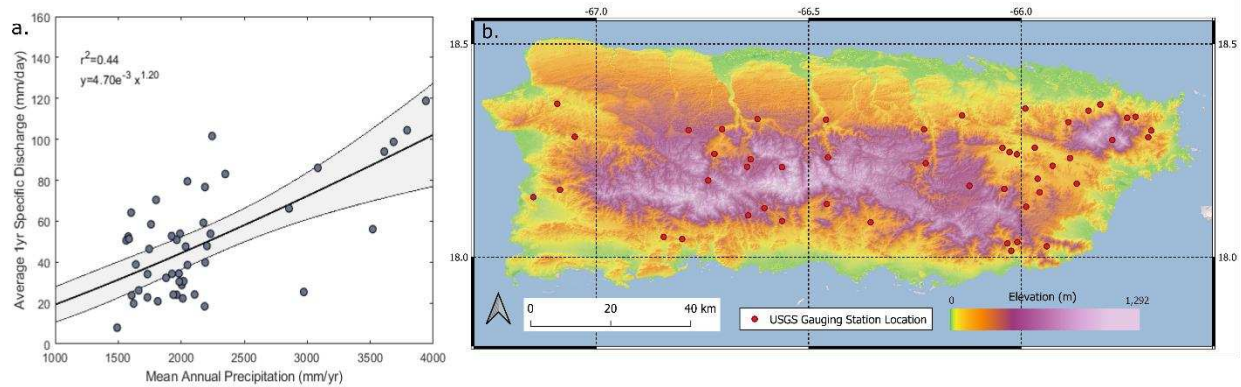 a.
160
140
120
100
80
60
40
20
0
r²=0.44
y=4.70e⁻³ x¹·²⁰
Average 1yr Specific Discharge (mm/day)
1000 1500 2000 2500 3000 3500 4000
Mean Annual Precipitation (mm/yr)
b.
-67.0 -66.5 -66.0
18.5 18.5
18.0 18.0
0 20 40 km
USGS Gauging Station Location
0 Elevation (m) 1,292